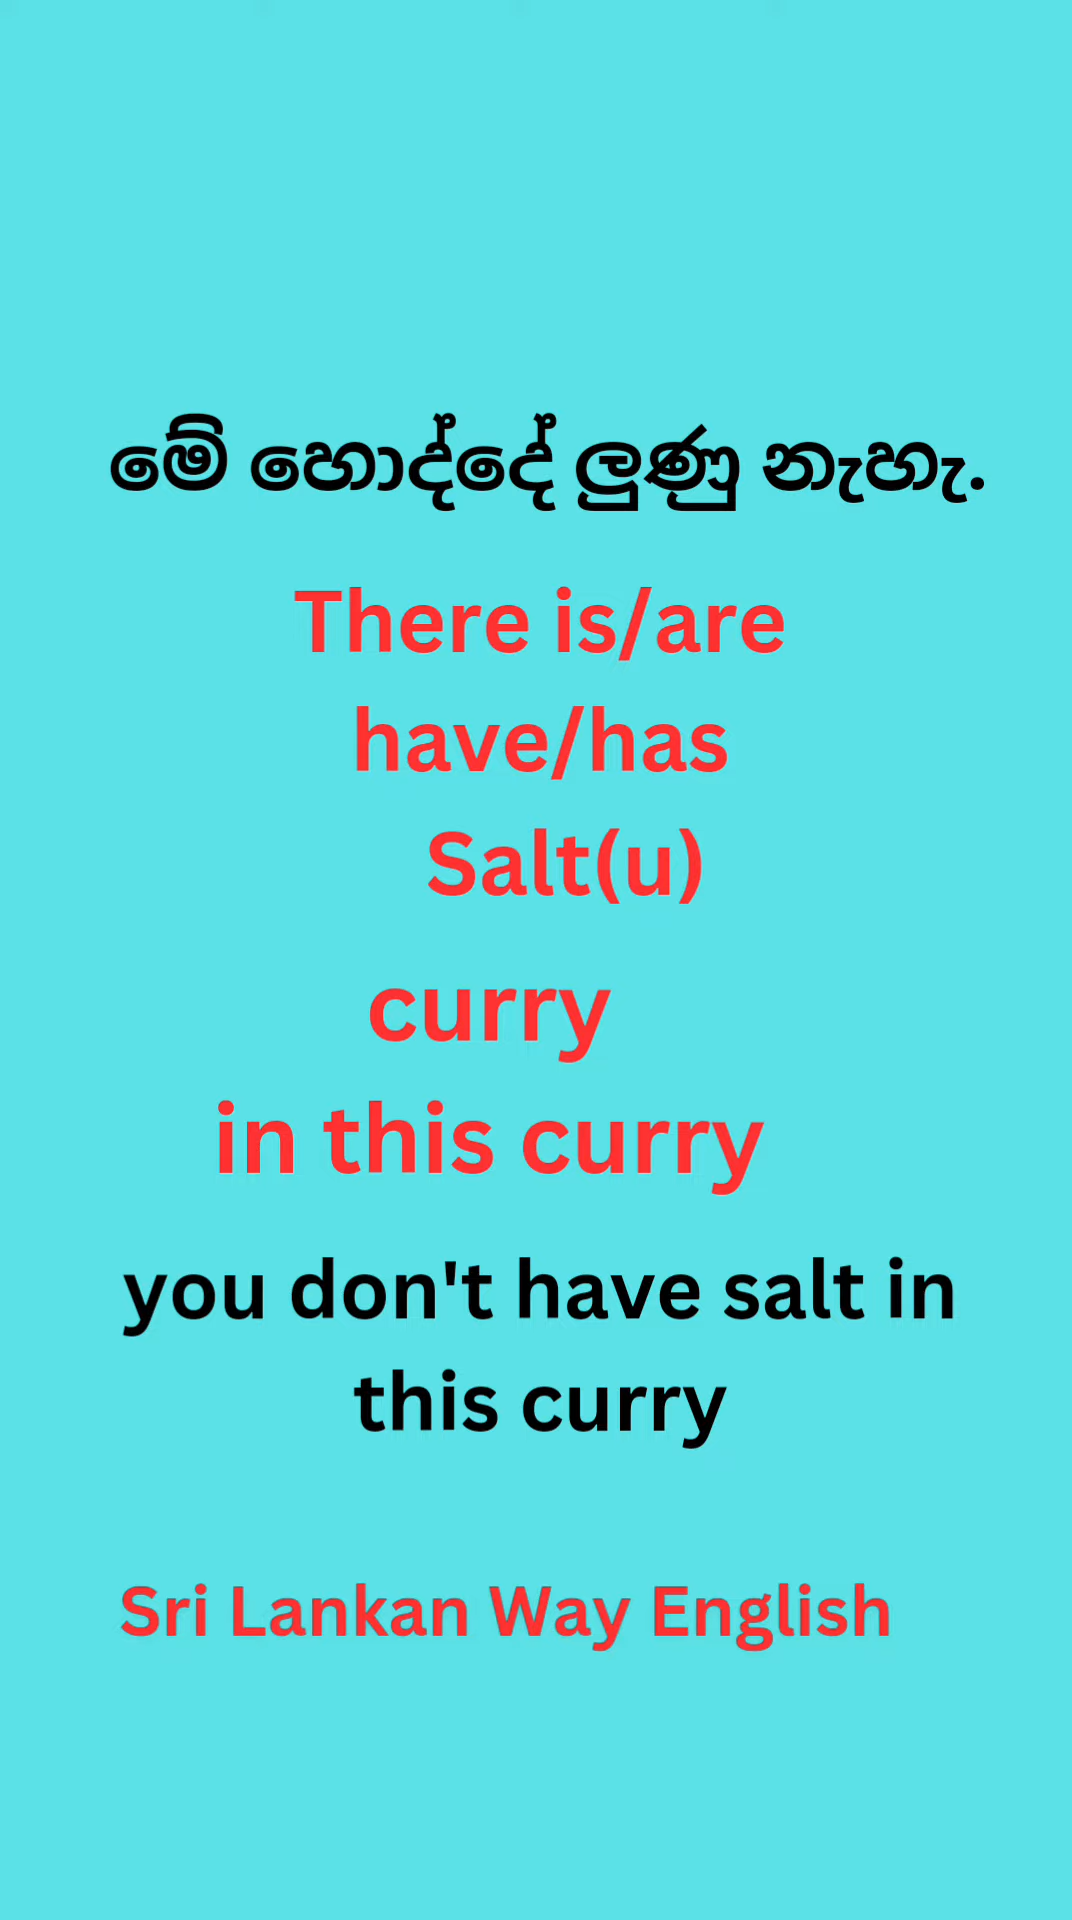 මේ හොද්දේ ලුණු නැහැ.
There is/are
have/has
Salt(u)
curry
in this curry
you don't have salt in
this curry
Sri Lankan Way English